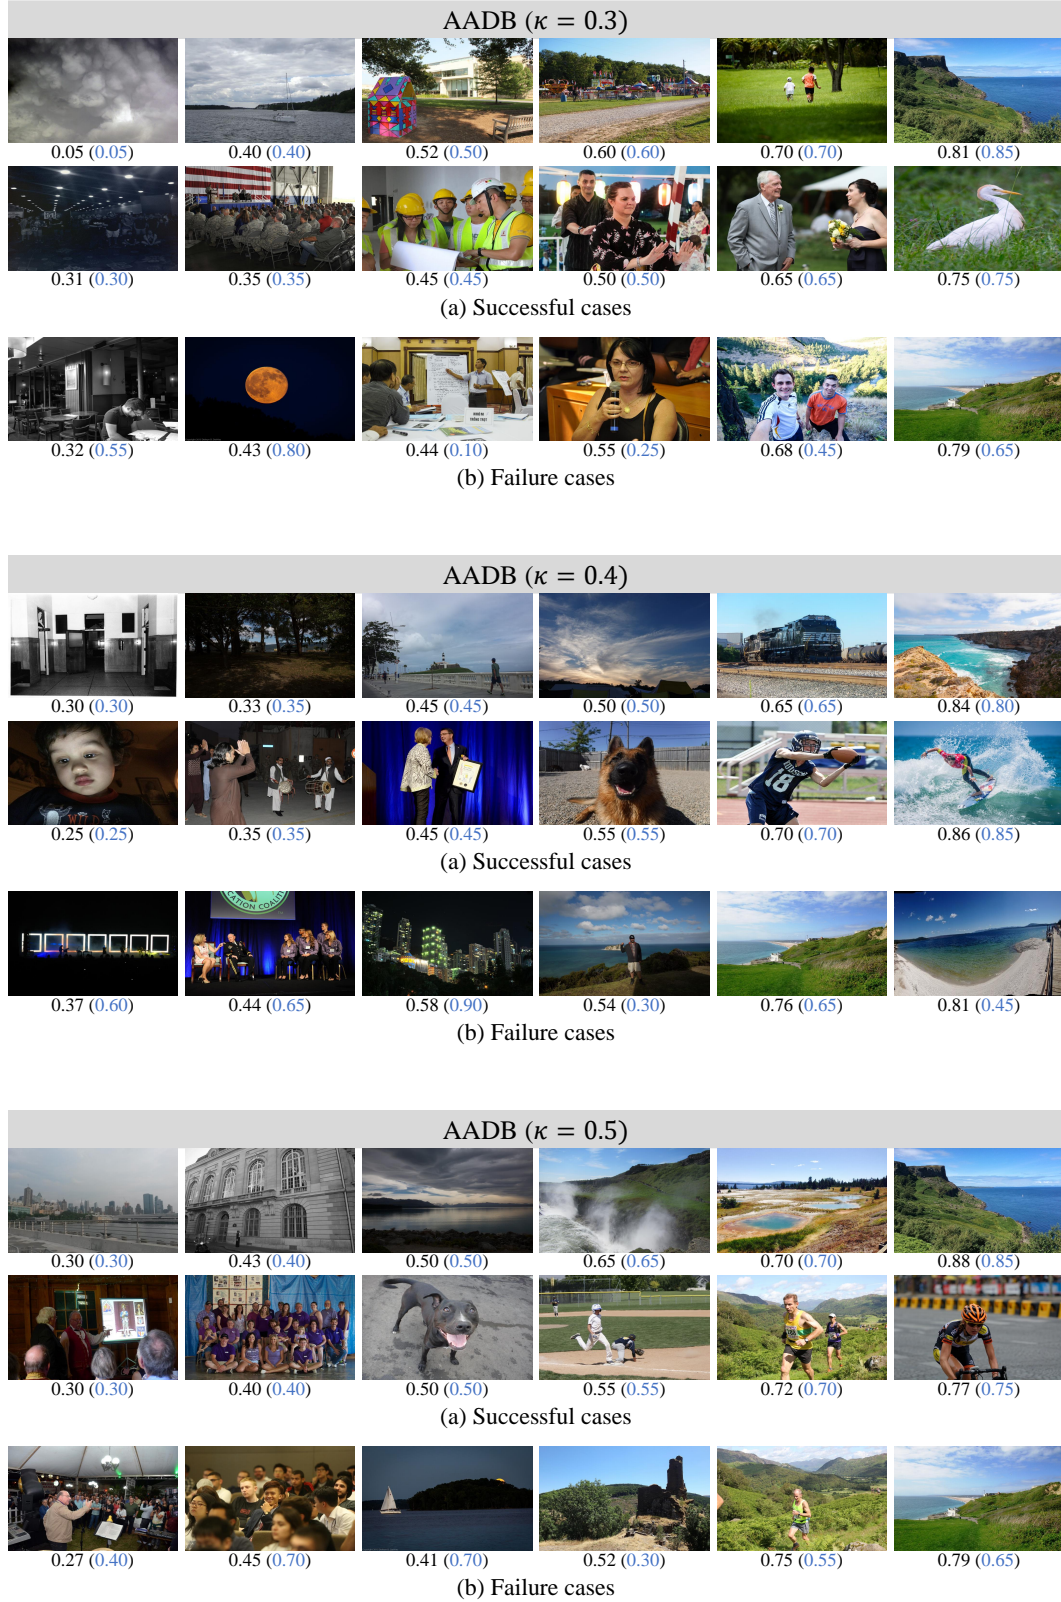 AADB (κ = 0.3)
0.05 (0.05) 0.40 (0.40) 0.52 (0.50) 0.60 (0.60) 0.70 (0.70) 0.81 (0.85)
0.31 (0.30) 0.35 (0.35) 0.45 (0.45) 0.50 (0.50) 0.65 (0.65) 0.75 (0.75)
(a) Successful cases
0.32 (0.55) 0.43 (0.80) 0.44 (0.10) 0.55 (0.25) 0.68 (0.45) 0.79 (0.65)
(b) Failure cases
AADB (κ = 0.4)
0.30 (0.30) 0.33 (0.35) 0.45 (0.45) 0.50 (0.50) 0.65 (0.65) 0.84 (0.80)
18
0.25 (0.25) 0.35 (0.35) 0.45 (0.45) 0.55 (0.55) 0.70 (0.70) 0.86 (0.85)
(a) Successful cases
CATION COALITI
0.37 (0.60) 0.44 (0.65) 0.58 (0.90) 0.54 (0.30) 0.76 (0.65) 0.81 (0.45)
(b) Failure cases
AADB (κ = 0.5)
0.30 (0.30) 0.43 (0.40) 0.50 (0.50) 0.65 (0.65) 0.70 (0.70) 0.88 (0.85)
0.30 (0.30) 0.40 (0.40) 0.50 (0.50) 0.55 (0.55) 0.72 (0.70) 0.77 (0.75)
(a) Successful cases
0.27 (0.40) 0.45 (0.70) 0.41 (0.70) 0.52 (0.30) 0.75 (0.55) 0.79 (0.65)
(b) Failure cases